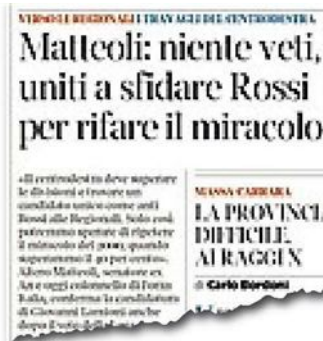 VERSO LE REGIONALI I TRAVAGLI DEL CENTRODESTRA
Matteoli: niente veti,
uniti a sfidare Rossi
per rifare il miracolo
«Il centrodestra deve superare
le divisioni e trovare un
candidato unico come anti
Rossi alle Regionali. Solo così
potremmo sperare di ripetere
il miracolo del 2000, quando
superammo il 40 per cento».
Altero Matteoli, senatore ex
An e oggi colonnello di Forza
Italia, conferma la candidatura
di Giovanni Lamioni anche
dopo
MASSA CARRARA
LA PROVINCIA
DIFFICILE
AI RAGGI X
di Carlo Bordoni